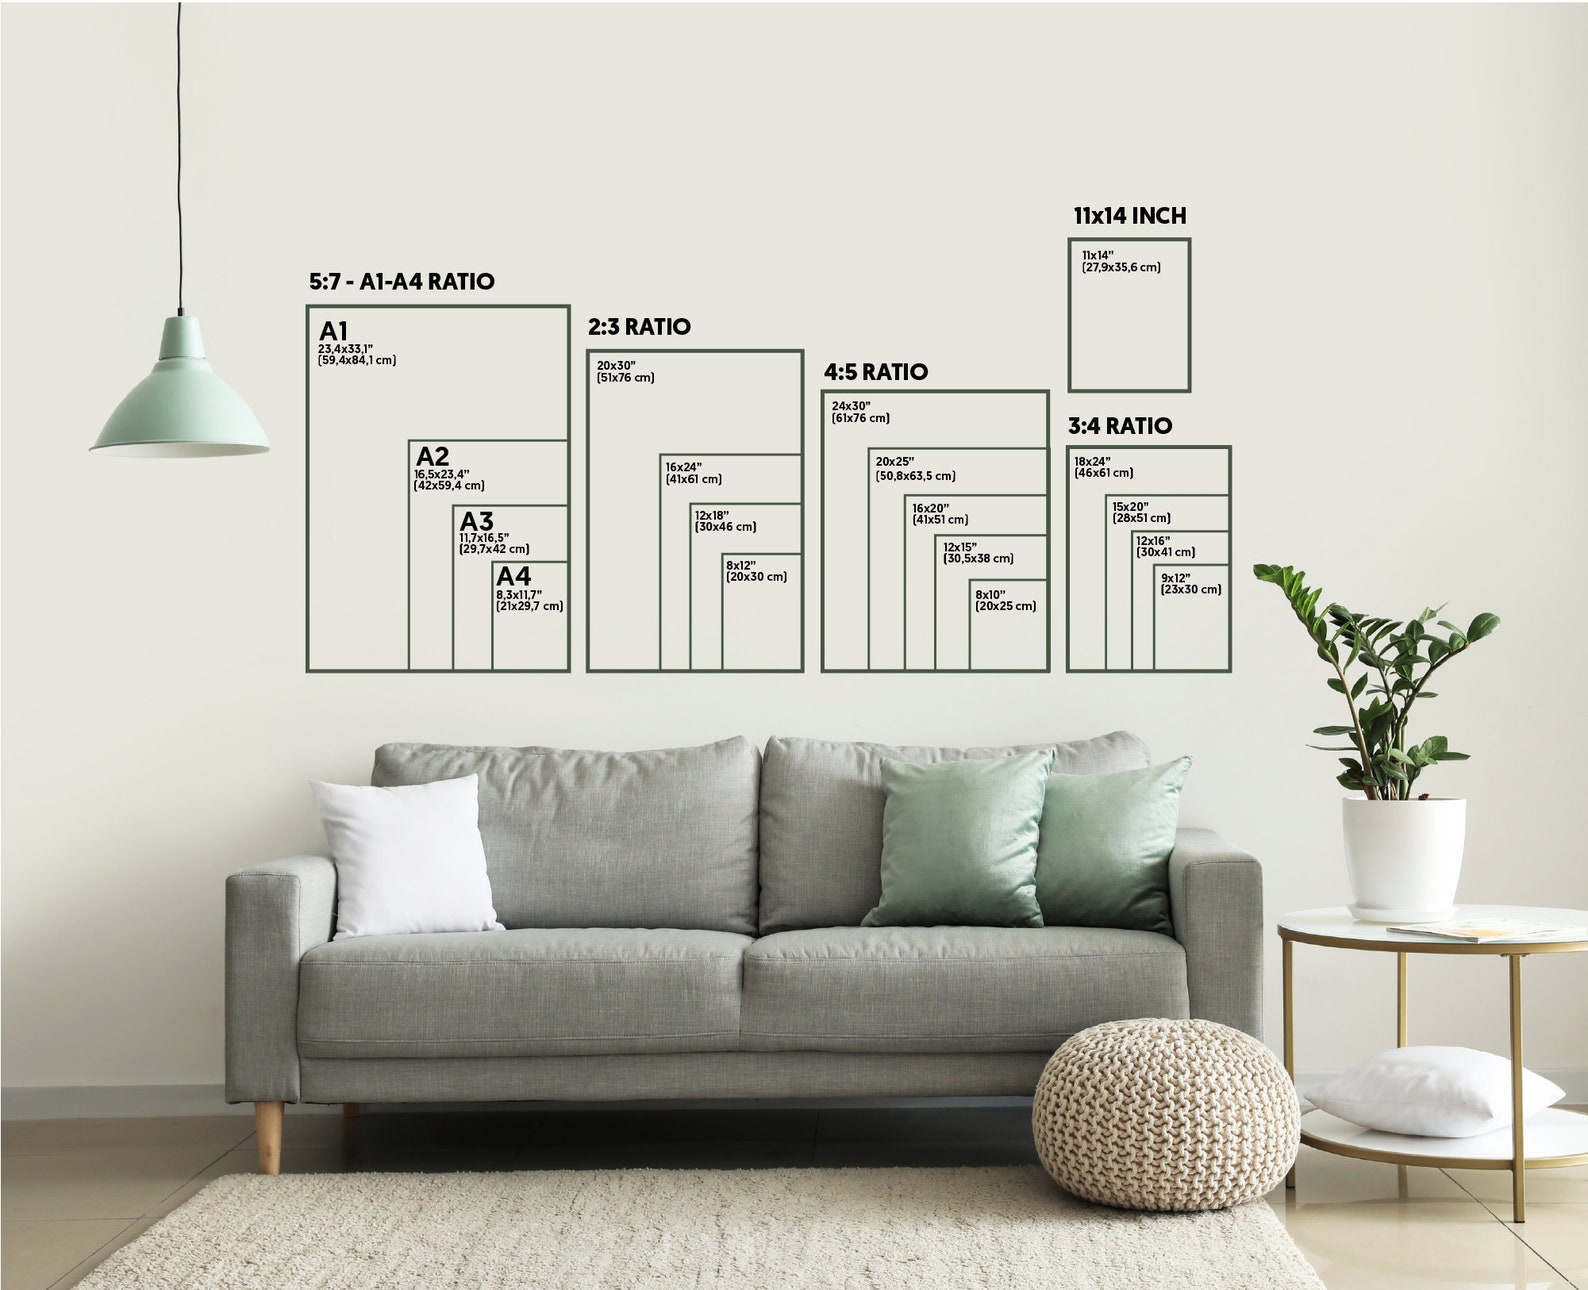 11x14 INCH
11x14”
(27,9x35,6 cm)
5:7 - A1-A4 RATIO
A1
23,4x33,1”
(59,4x84,1 cm)
A2
16,5x23,4”
(42x59,4 cm)
A3
11,7x16,5”
(29,7x42 cm)
A4
8,3x11,7”
(21x29,7 cm)
2:3 RATIO
20x30”
(51x76 cm)
16x24”
(41x61 cm)
12x18”
(30x46 cm)
8x12”
(20x30 cm)
4:5 RATIO
24x30”
(61x76 cm)
20x25”
(50,8x63,5 cm)
16x20”
(41x51 cm)
12x15”
(30,5x38 cm)
8x10”
(20x25 cm)
3:4 RATIO
18x24”
(46x61 cm)
15x20”
(28x51 cm)
12x16”
(30x41 cm)
9x12”
(23x30 cm)